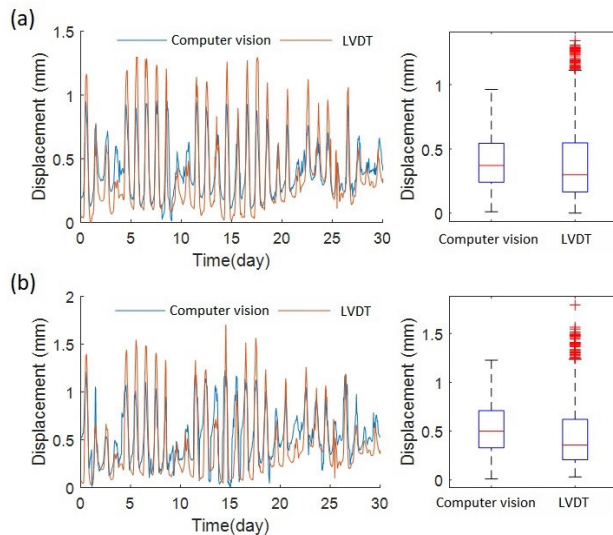 (a)
Computer vision
LVDT
Displacement (mm)
1.5
1
0.5
0
0
5
10
15
20
25
30
Time(day)
Displacement (mm)
1
0.5
0
Computer vision
LVDT
(b)
Computer vision
LVDT
Displacement (mm)
2
1.5
1
0.5
0
0
5
10
15
20
25
30
Time(day)
Displacement (mm)
1.5
1
0.5
0
Computer vision
LVDT